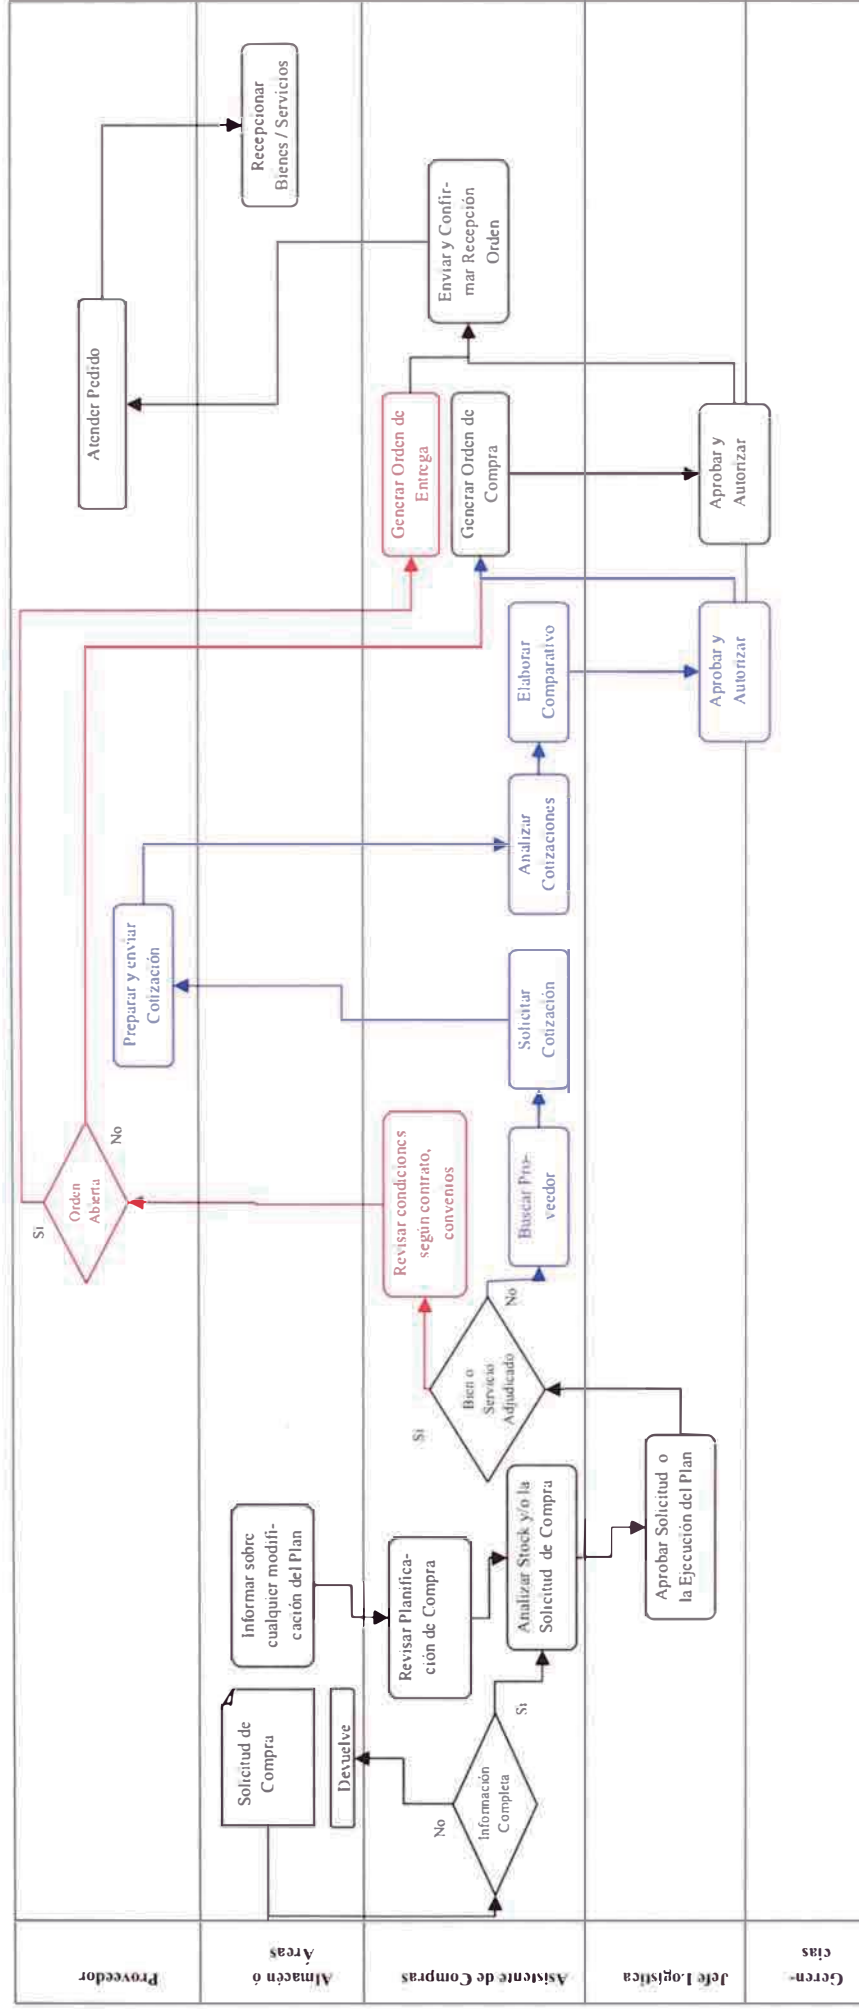 Proveedor
Almacén ó
Áreas
Asistente de Compras
Jefe Logística
Geren-
cias
Solicitud de
Compra
Devuelve
Información
Completa
No
Si
Informar sobre
cualquier modifi-
cación del Plan
Revisar Planifica-
ción de Compra
Analizar Stock y/o la
Solicitud de Compra
Aprobar Solicitud o
la Ejecución del Plan
Bien o
Servicio
Adjudicado
Si
No
Revisar condiciones
según contrato,
convenios
Orden
Abierta
Si
No
Buscar Pro-
veedor
Solicitar
Cotización
Preparar y enviar
Cotización
Analizar
Cotizaciones
Elaborar
Comparativo
Aprobar y
Autorizar
Generar Orden de
Entrega
Generar Orden de
Compra
Aprobar y
Autorizar
Enviar y Confir-
mar Recepción
Orden
Atender Pedido
Recepcionar
Bienes / Servicios